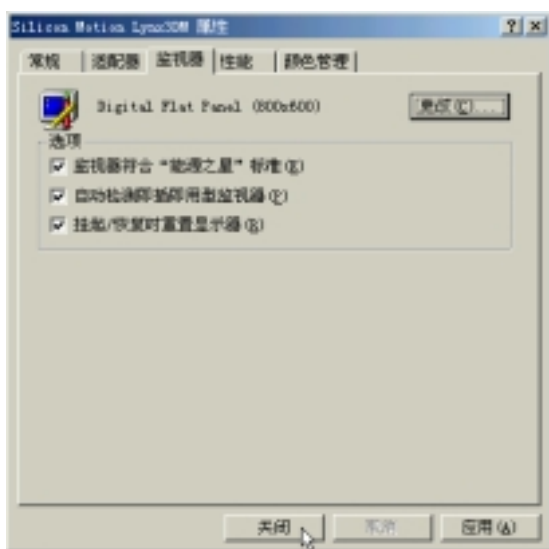 Silicon Motion Lynx3DM 属性
常规 适配器 监视器 性能 颜色管理
Digital Flat Panel (800x600)
更改(C)...
选项
监视器符合“能源之星”标准(E)
自动检测即插即用型监视器(P)
挂起/恢复时重置显示器(R)
关闭 取消 应用(A)